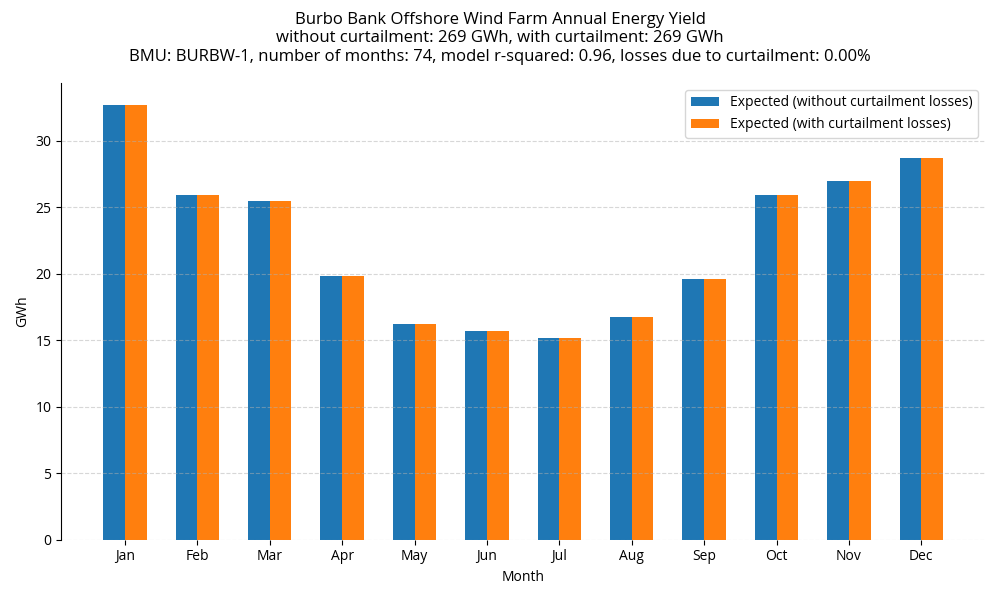 Burbo Bank Offshore Wind Farm Annual Energy Yield
without curtailment: 269 GWh, with curtailment: 269 GWh
BMU: BURBW-1, number of months: 74, model r-squared: 0.96, losses due to curtailment: 0.00%
Expected (without curtailment losses)
Expected (with curtailment losses)
GWh
30
25
20
15
10
5
0
Jan Feb Mar Apr May Jun Jul Aug Sep Oct Nov Dec
Month